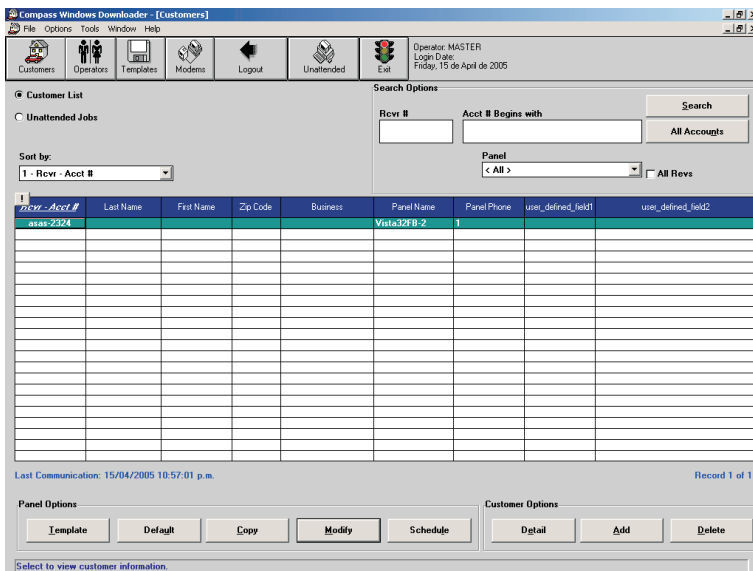 Compass Windows Downloader - [Customers]
File Options Tools Window Help
Customers Operators Templates Modems Logout Unattended Exit
Operator: MASTER
Login Date:
Friday, 15 de April de 2005
Customer List
Unattended Jobs
Sort by:
1 - Rcvr - Acct #
Search Options
Rcvr # Acct # Begins with
Search
All Accounts
Panel
< All >
All Revs
!
Rcvr - Acct # Last Name First Name Zip Code Business Panel Name Panel Phone user_defined_field1 user_defined_field2
asas-2324 Vista32FB-2 1
Last Communication: 15/04/2005 10:57:01 p.m. Record 1 of 1
Panel Options
Template Default Copy Modify Schedule
Customer Options
Detail Add Delete
Select to view customer information.